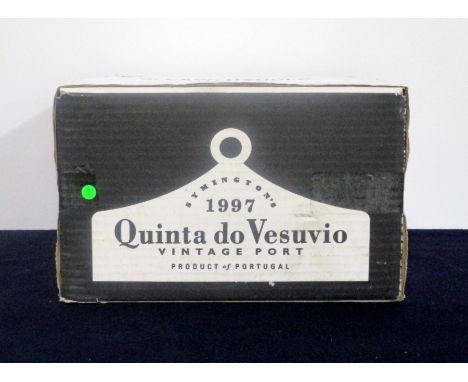 SYMINGTON'S
1997
Quinta do Vesuvio
VINTAGE PORT
PRODUCT of PORTUGAL